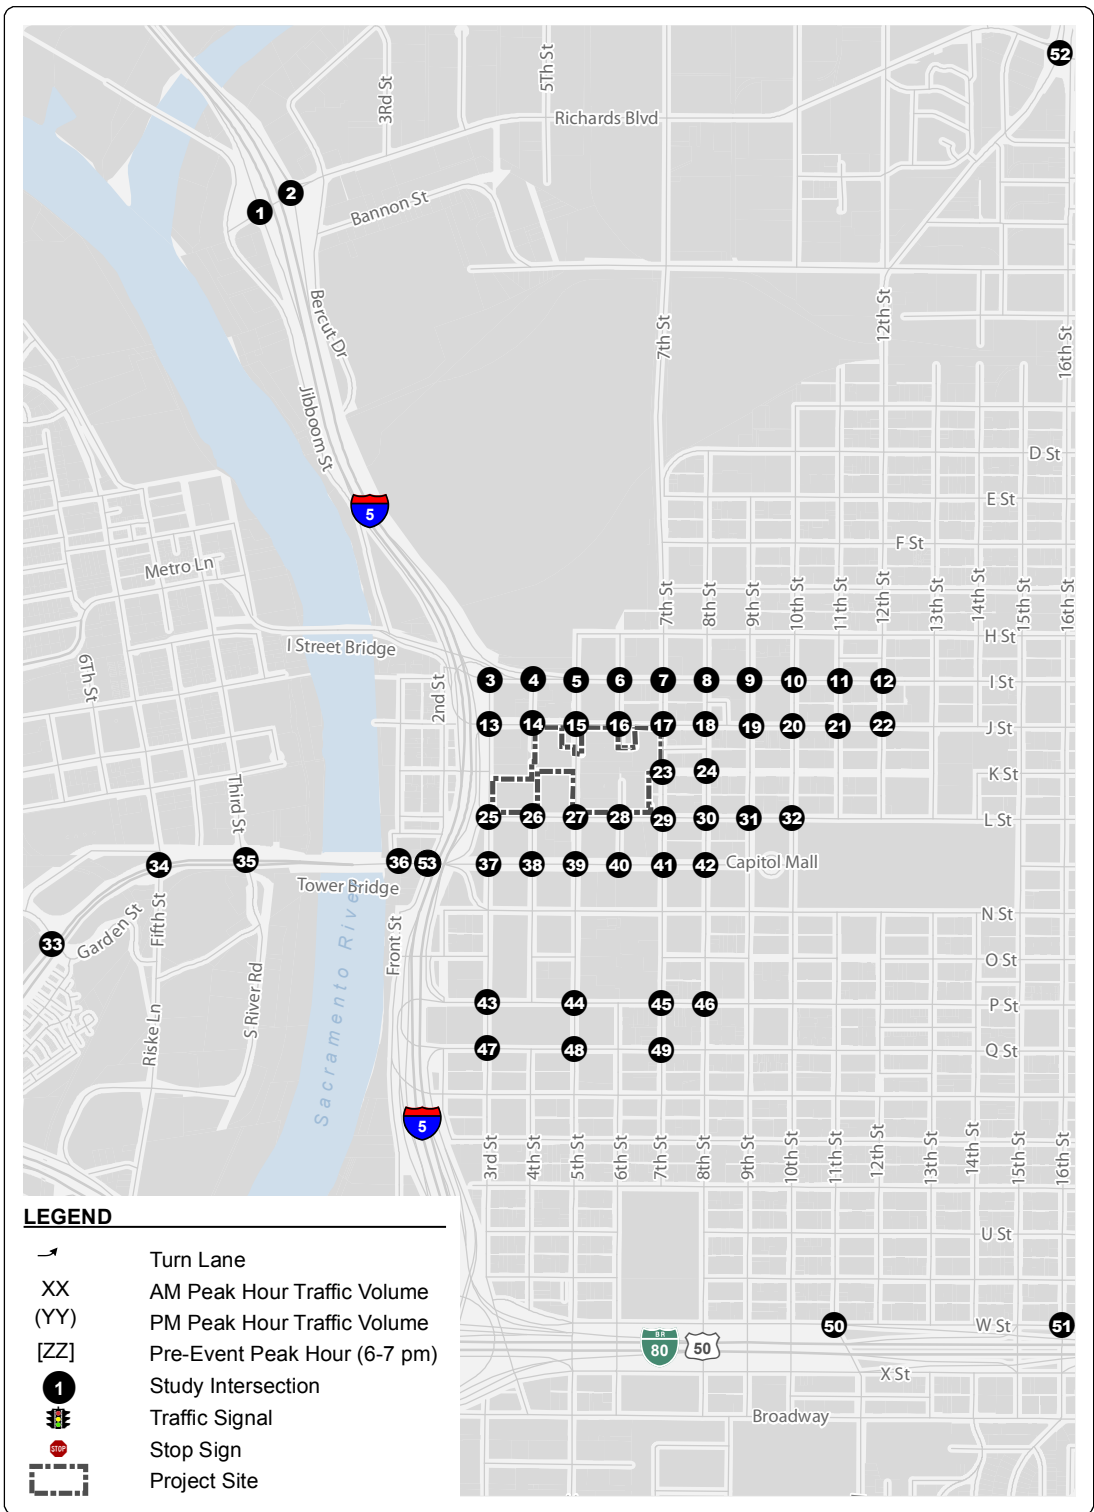 52
5Th St
3Rd St
Richards Blvd
2
1
Bannon St
Bercut Dr
7th St
12th St
16th St
Jibboom St
D St
E St
5
F St
Metro Ln
7th St
8th St
9th St
10th St
11th St
12th St
13th St
14th St
15th St
16th St
H St
I Street Bridge
6Th St
2nd St
3
4
5
6
7
8
9
10
11
12
I St
13
14
15
16
17
18
19
20
21
22
J St
23
24
K St
Third St
25
26
27
28
29
30
31
32
L St
34
35
36
53
37
38
39
40
41
42
Capitol Mall
Tower Bridge
33
Garden St
Fifth St
Front St
N St
O St
Sacramento River
S River Rd
Riske Ln
43
44
45
46
P St
47
48
49
Q St
5
3rd St
4th St
5th St
6th St
7th St
8th St
9th St
10th St
11th St
12th St
13th St
14th St
15th St
16th St
U St
50
W St
51
BR
80
50
X St
Broadway
LEGEND
Turn Lane
XX AM Peak Hour Traffic Volume
(YY) PM Peak Hour Traffic Volume
[ZZ] Pre-Event Peak Hour (6-7 pm)
1 Study Intersection
Traffic Signal
STOP Stop Sign
Project Site